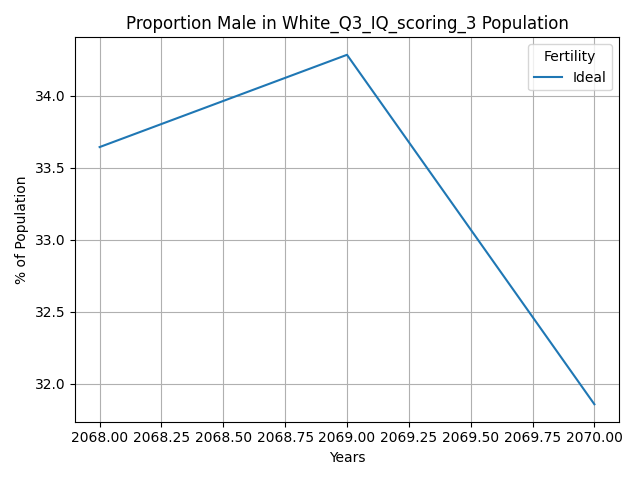 Proportion Male in White_Q3_IQ_scoring_3 Population
Fertility
Ideal
% of Population
34.0
33.5
33.0
32.5
32.0
2068.00 2068.25 2068.50 2068.75 2069.00 2069.25 2069.50 2069.75 2070.00
Years